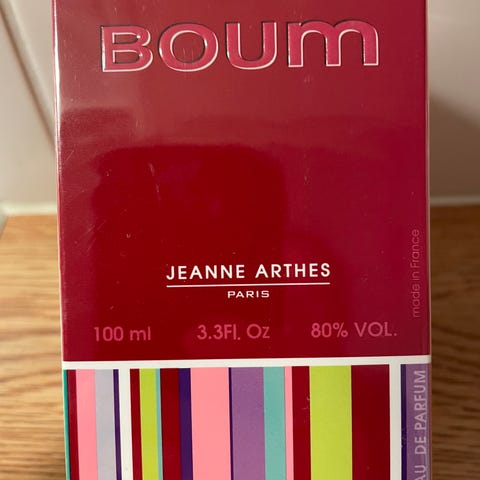 BOUM
JEANNE ARTHES
PARIS
made in France
100 ml 3.3Fl. Oz 80% VOL.
EAU DE PARFUM